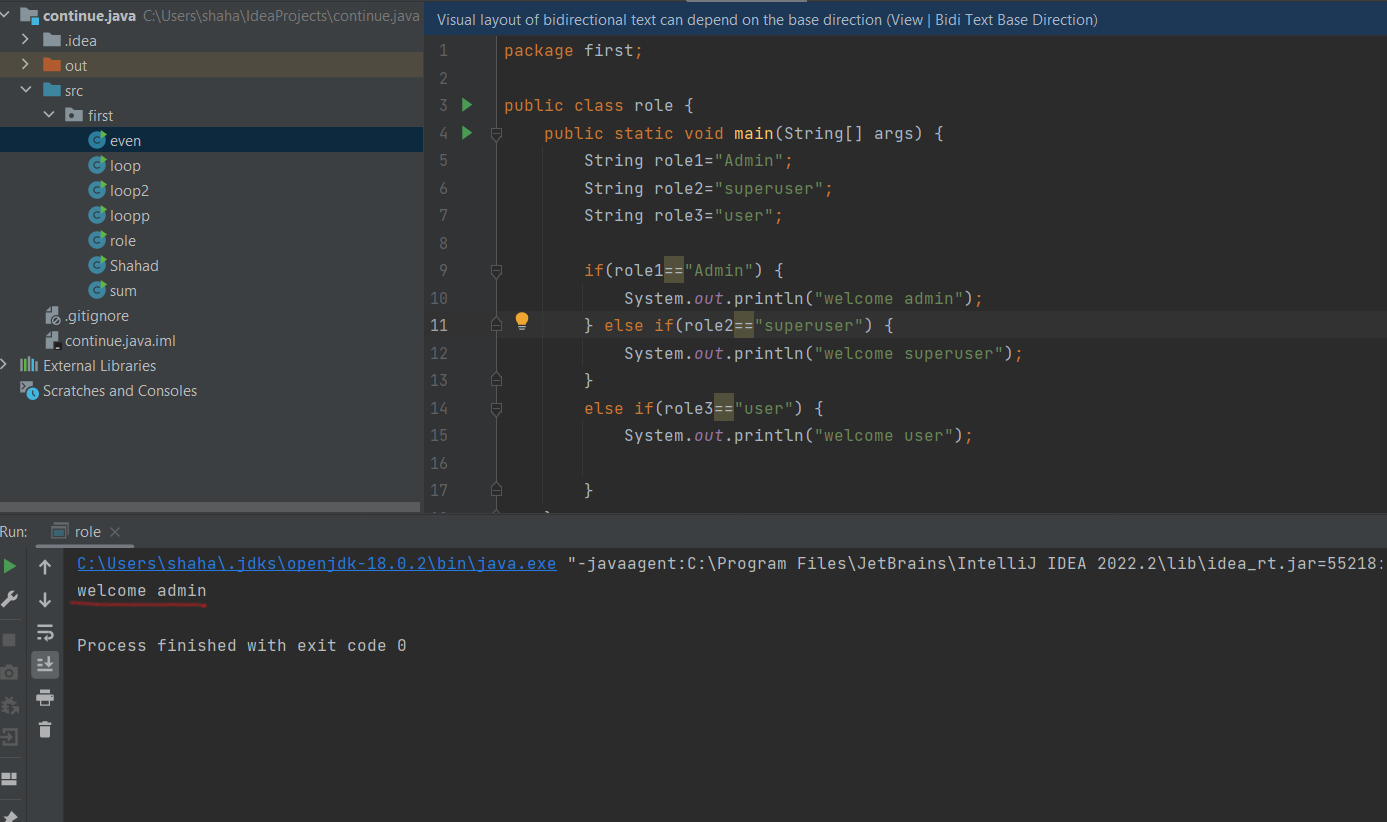 continue.java C:\Users\shaha\IdeaProjects\continue.java
.idea
out
src
first
even
loop
loop2
loopp
role
Shahad
sum
.gitignore
continue.java.iml
External Libraries
Scratches and Consoles
Visual layout of bidirectional text can depend on the base direction (View | Bidi Text Base Direction)
1 package first;
2
3 public class role {
4 public static void main(String[] args) {
5 String role1="Admin";
6 String role2="superuser";
7 String role3="user";
8
9 if(role1=="Admin") {
10 System.out.println("welcome admin");
11 } else if(role2=="superuser") {
12 System.out.println("welcome superuser");
13 }
14 else if(role3=="user") {
15 System.out.println("welcome user");
16
17 }
Run: role
C:\Users\shaha\.jdks\openjdk-18.0.2\bin\java.exe "-javaagent:C:\Program Files\JetBrains\IntelliJ IDEA 2022.2\lib\idea_rt.jar=55218:
welcome admin
Process finished with exit code 0